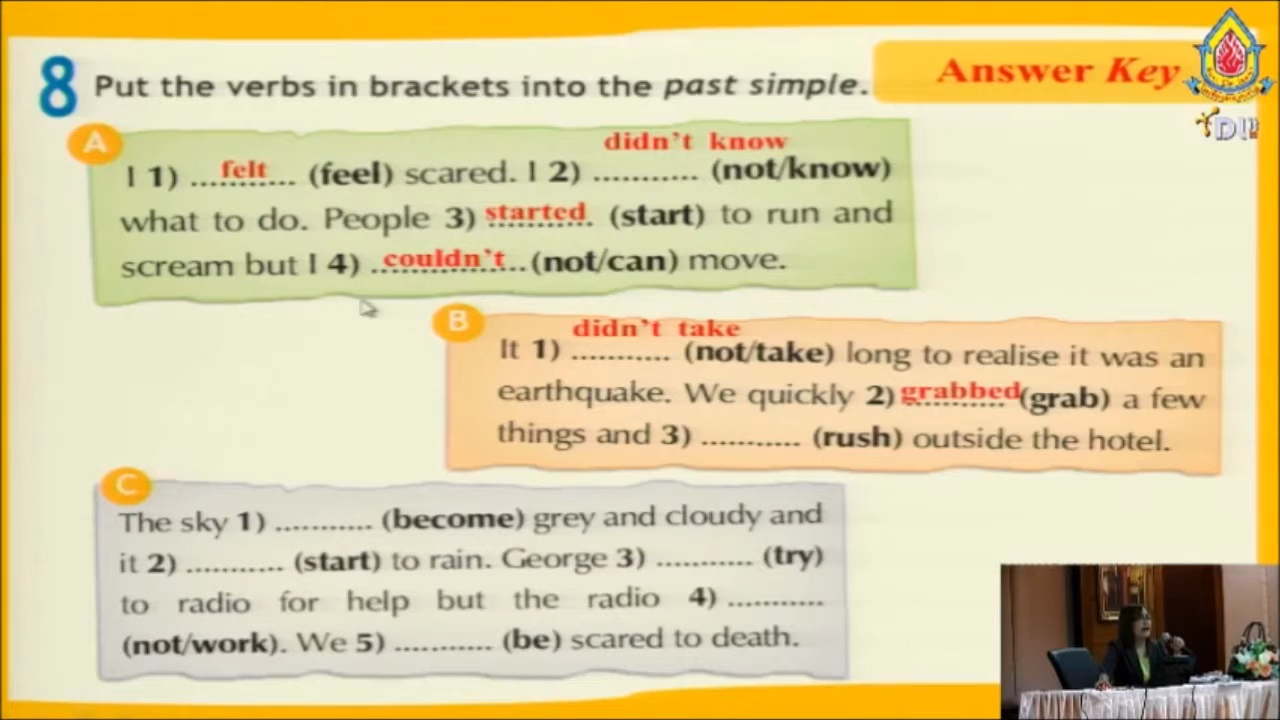 8 Put the verbs in brackets into the past simple.
Answer Key
A
didn't know
I 1) ...felt... (feel) scared. I 2) ........... (not/know)
what to do. People 3) started (start) to run and
scream but I 4) ..couldn't.. (not/can) move.
B
didn't take
It 1) ........... (not/take) long to realise it was an
earthquake. We quickly 2) grabbed (grab) a few
things and 3) ........... (rush) outside the hotel.
C
The sky 1) ........... (become) grey and cloudy and
it 2) ........... (start) to rain. George 3) ........... (try)
to radio for help but the radio 4) ...........
(not/work). We 5) ........... (be) scared to death.